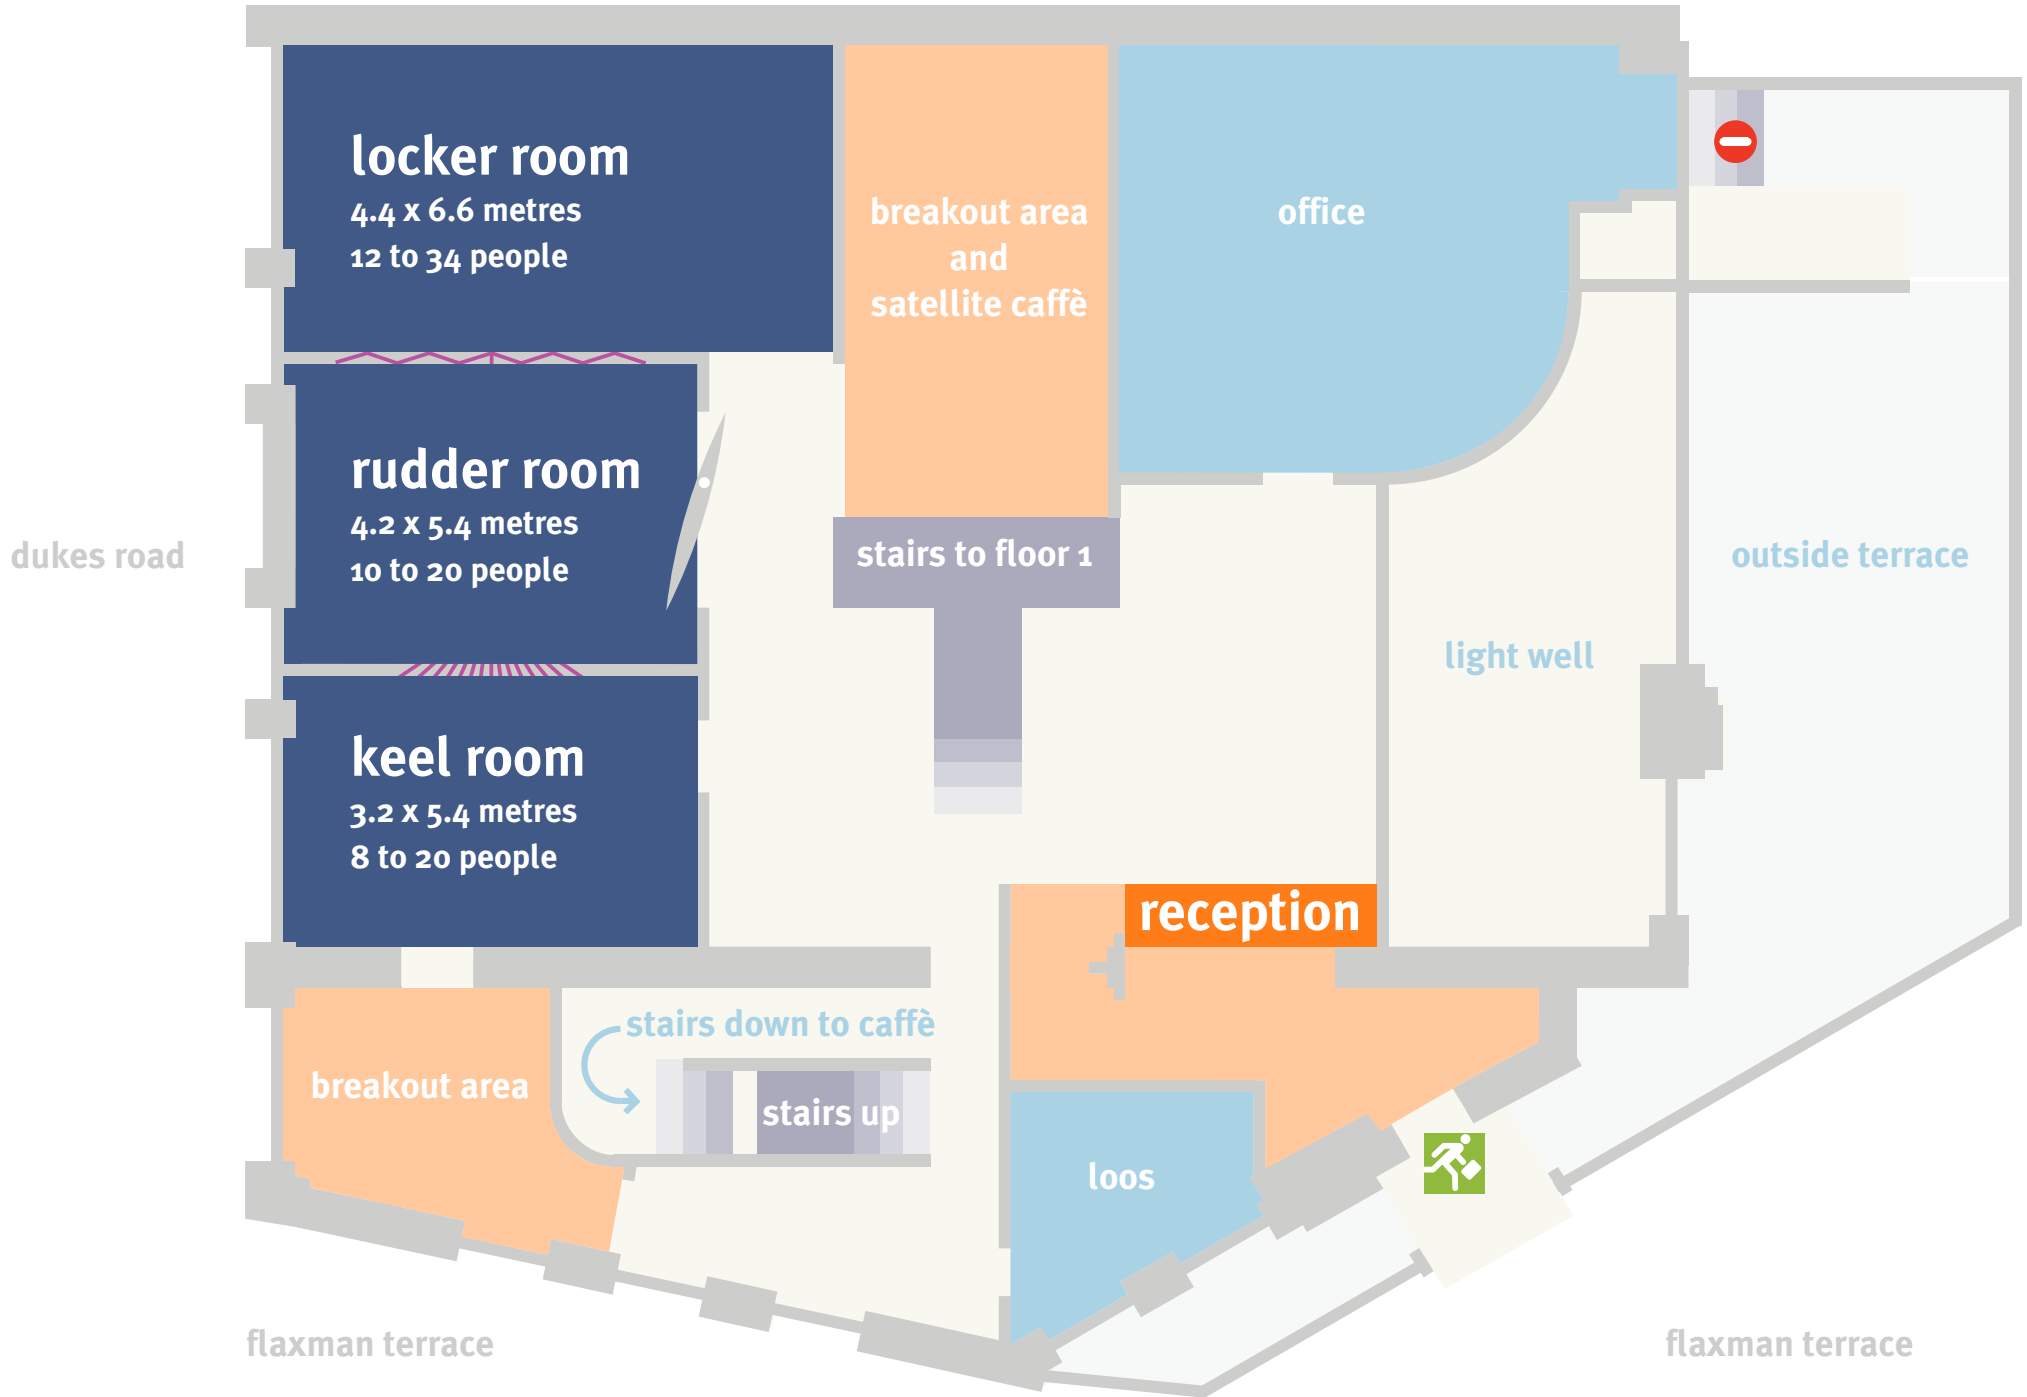 locker room
4.4 x 6.6 metres
12 to 34 people
breakout area
and
satellite caffè
office
rudder room
4.2 x 5.4 metres
10 to 20 people
dukes road
stairs to floor 1
outside terrace
light well
keel room
3.2 x 5.4 metres
8 to 20 people
reception
stairs down to caffè
breakout area
stairs up
loos
flaxman terrace
flaxman terrace